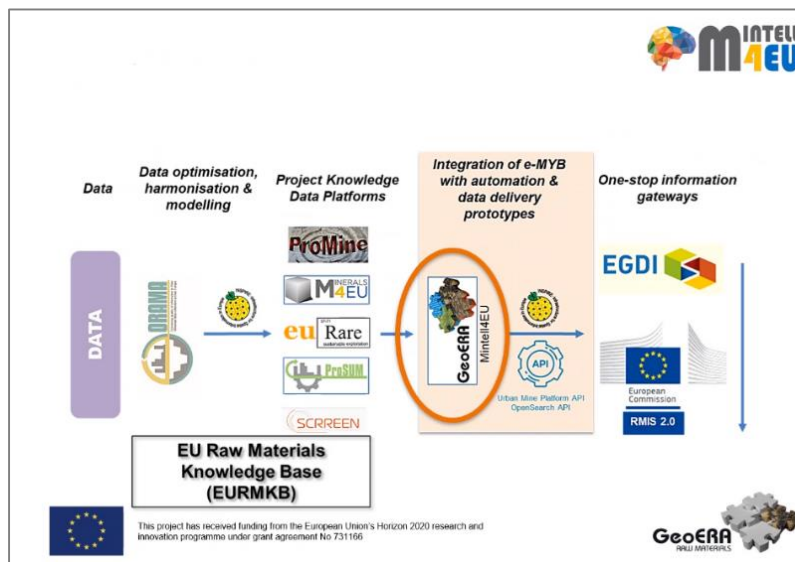 MINTELL
4EU
Data
Data optimisation,
harmonisation &
modelling
Project Knowledge
Data Platforms
Integration of e-MYB
with automation &
data delivery
prototypes
One-stop information
gateways
DATA
ORAMA
ProMine
MINERALS
M4EU
eu Rare
ProSUM
SCRREEN
GeoERA
Mintell4EU
API
Urban Mine Platform API
OpenSearch API
EGDI
European
Commission
RMIS 2.0
EU Raw Materials
Knowledge Base
(EURMKB)
This project has received funding from the European Union's Horizon 2020 research and
innovation programme under grant agreement No 731166
GeoERA
RAW MATERIALS